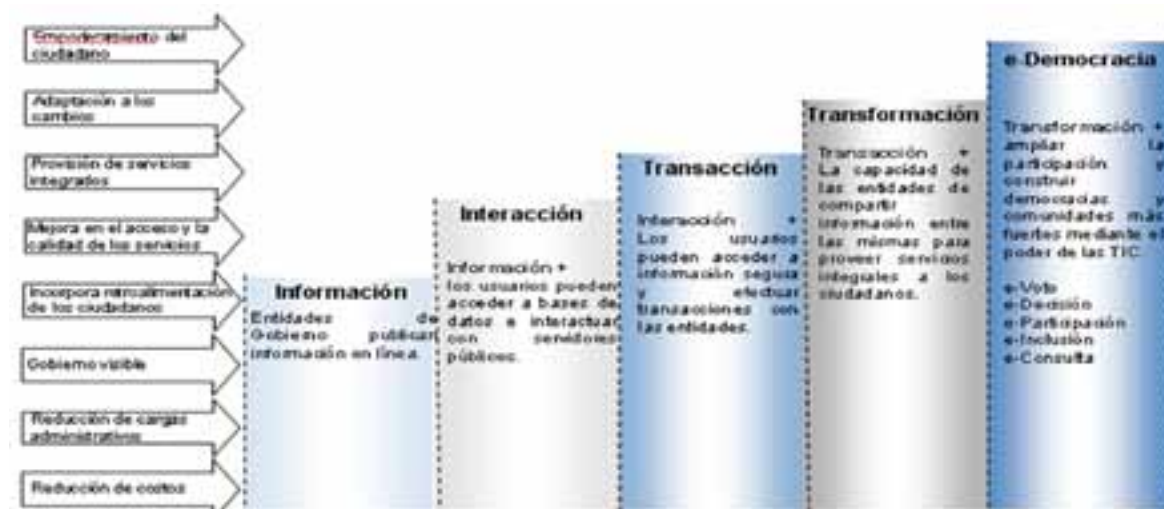 Empoderamiento del
ciudadano
Adaptación a los
cambios
Provisión de servicios
integrados
Mejora en el acceso y la
calidad de los servicios
Incorpora retroalimentación
de los ciudadanos
Gobierno visible
Reducción de cargas
administrativos
Reducción de costos
Información
Entidades de
Gobierno publican
información en línea.
Interacción
Información +
los usuarios pueden
acceder a bases de
datos e interactuar
con servidores
públicos.
Transacción
Interacción +
Los usuarios
pueden acceder a
información segura
y efectuar
transacciones con
las entidades.
Transformación
Transacción +
La capacidad de
las entidades de
compartir
información entre
las mismas para
proveer servicios
integrales a los
ciudadanos.
e-Democracia
Transformación +
ampliar la
participación y
construir
democracias y
comunidades más
fuertes mediante el
poder de las TIC.
e-Voto
e-Decisión
e-Participación
e-Inclusión
e-Consulta